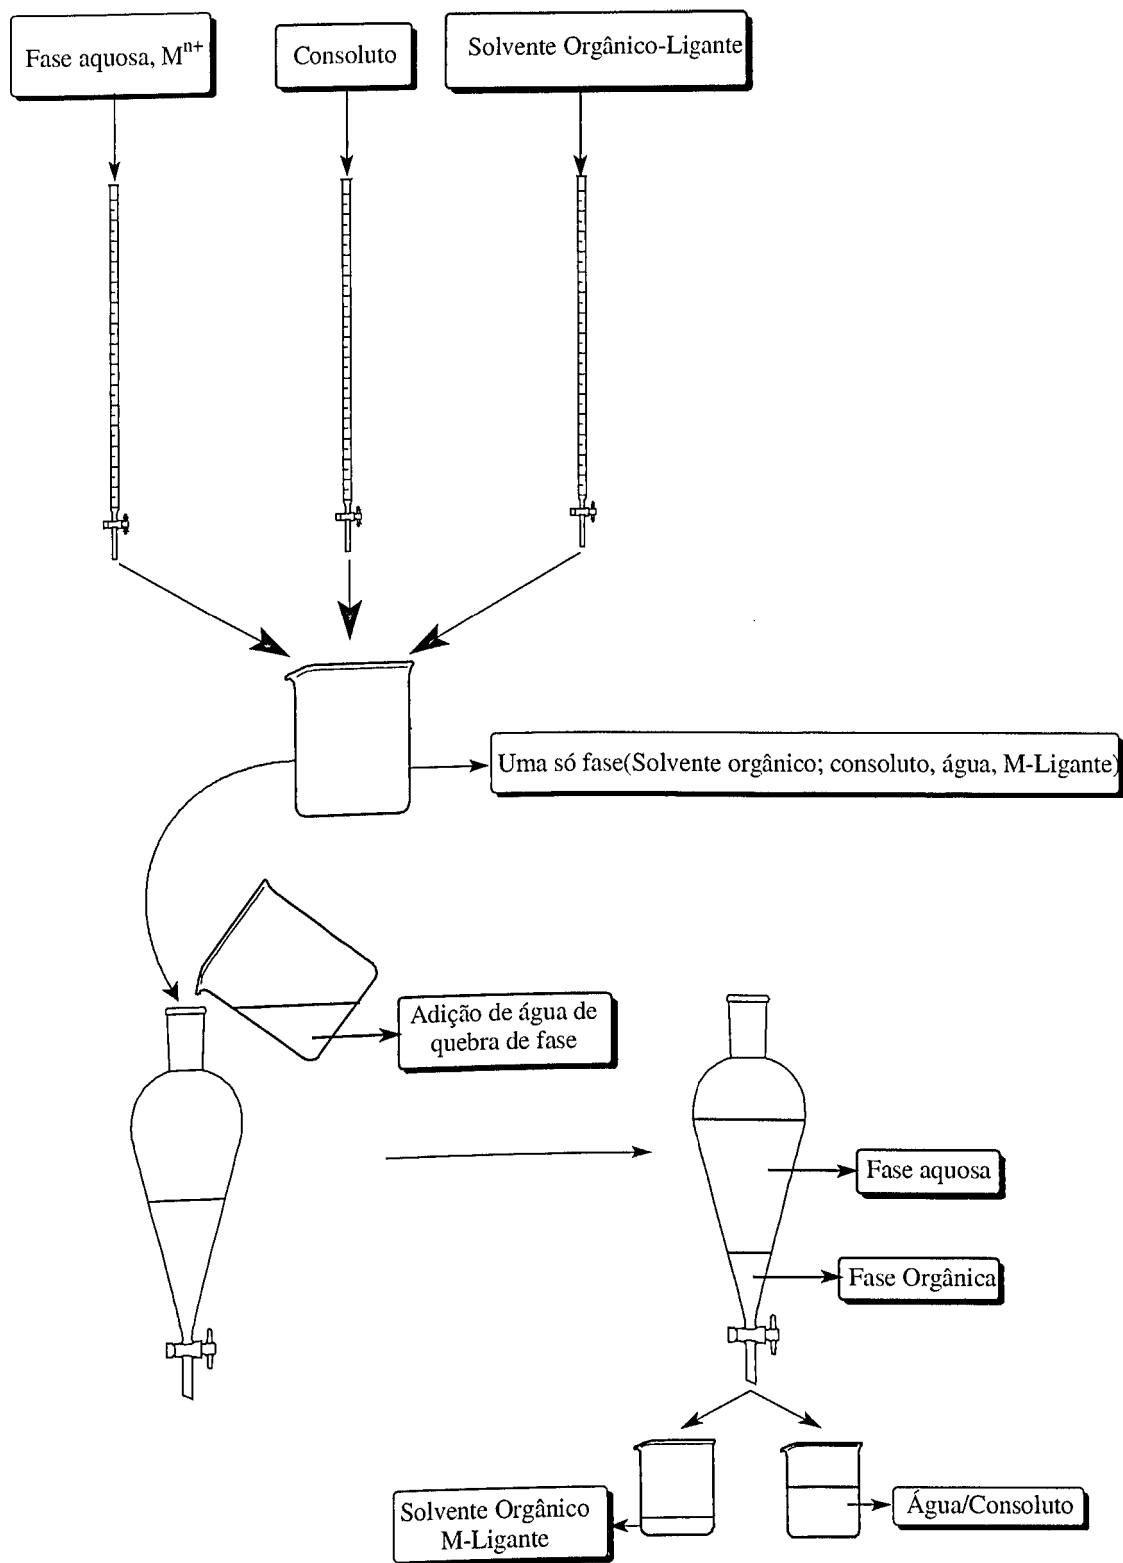 Fase aquosa, Mⁿ⁺
Consoluto
Solvente Orgânico-Ligante
Uma só fase(Solvente orgânico; consoluto, água, M-Ligante)
Adição de água de
quebra de fase
Fase aquosa
Fase Orgânica
Solvente Orgânico
M-Ligante
Água/Consoluto